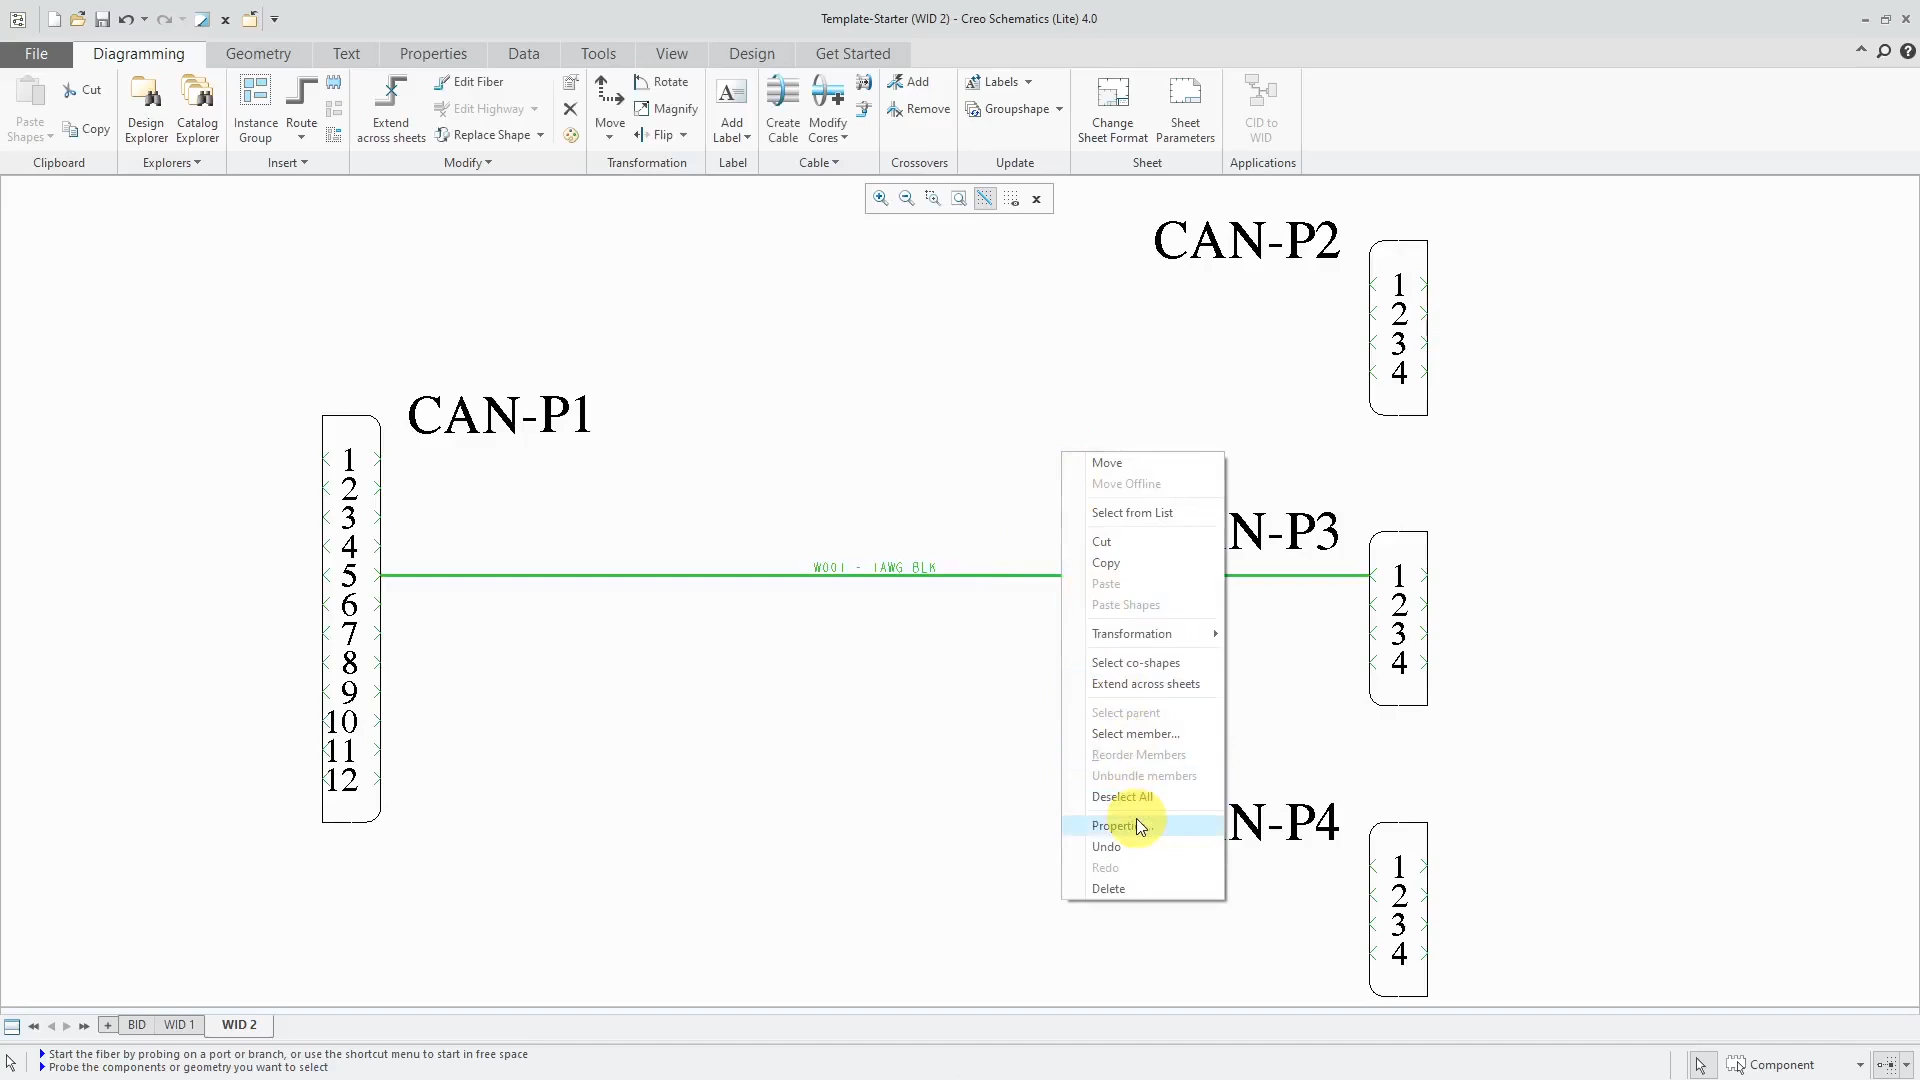 Template-Starter (WID 2) - Creo Schematics (Lite) 4.0
File
Diagramming
Geometry
Text
Properties
Data
Tools
View
Design
Get Started
Paste
Shapes
Cut
Copy
Clipboard
Design
Explorer
Catalog
Explorer
Explorers
Instance
Group
Route
Insert
Extend
across sheets
Edit Fiber
Edit Highway
Replace Shape
Modify
Move
Rotate
Magnify
Flip
Transformation
Add
Label
Label
Create
Cable
Modify
Cores
Cable
Add
Remove
Crossovers
Labels
Groupshape
Update
Change
Sheet Format
Sheet
Parameters
Sheet
CID to
WID
Applications
CAN-P2
1
2
3
4
CAN-P1
1
2
3
4
5
6
7
8
9
10
11
12
W001 - 1AWG BLK
Move
Move Offline
Select from List
Cut
Copy
Paste
Paste Shapes
Transformation
Select co-shapes
Extend across sheets
Select parent
Select member...
Reorder Members
Unbundle members
Deselect All
Properties...
Undo
Redo
Delete
N-P3
1
2
3
4
N-P4
1
2
3
4
BID
WID 1
WID 2
Start the fiber by probing on a port or branch, or use the shortcut menu to start in free space
Probe the components or geometry you want to select
Component